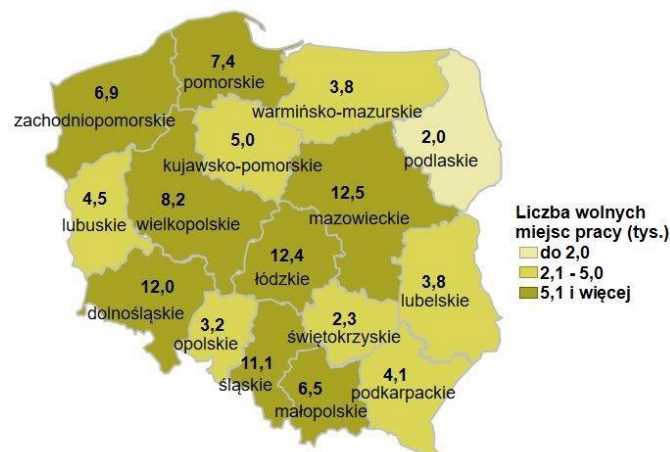 7,4
pomorskie
6,9
zachodniopomorskie
3,8
warmińsko-mazurskie
5,0
kujawsko-pomorskie
2,0
podlaskie
4,5
lubuskie
8,2
wielkopolskie
12,5
mazowieckie
12,4
łódzkie
12,0
dolnośląskie
3,8
lubelskie
3,2
opolskie
2,3
świętokrzyskie
11,1
śląskie
6,5
małopolskie
4,1
podkarpackie
Liczba wolnych
miejsc pracy (tys.)
do 2,0
2,1 - 5,0
5,1 i więcej